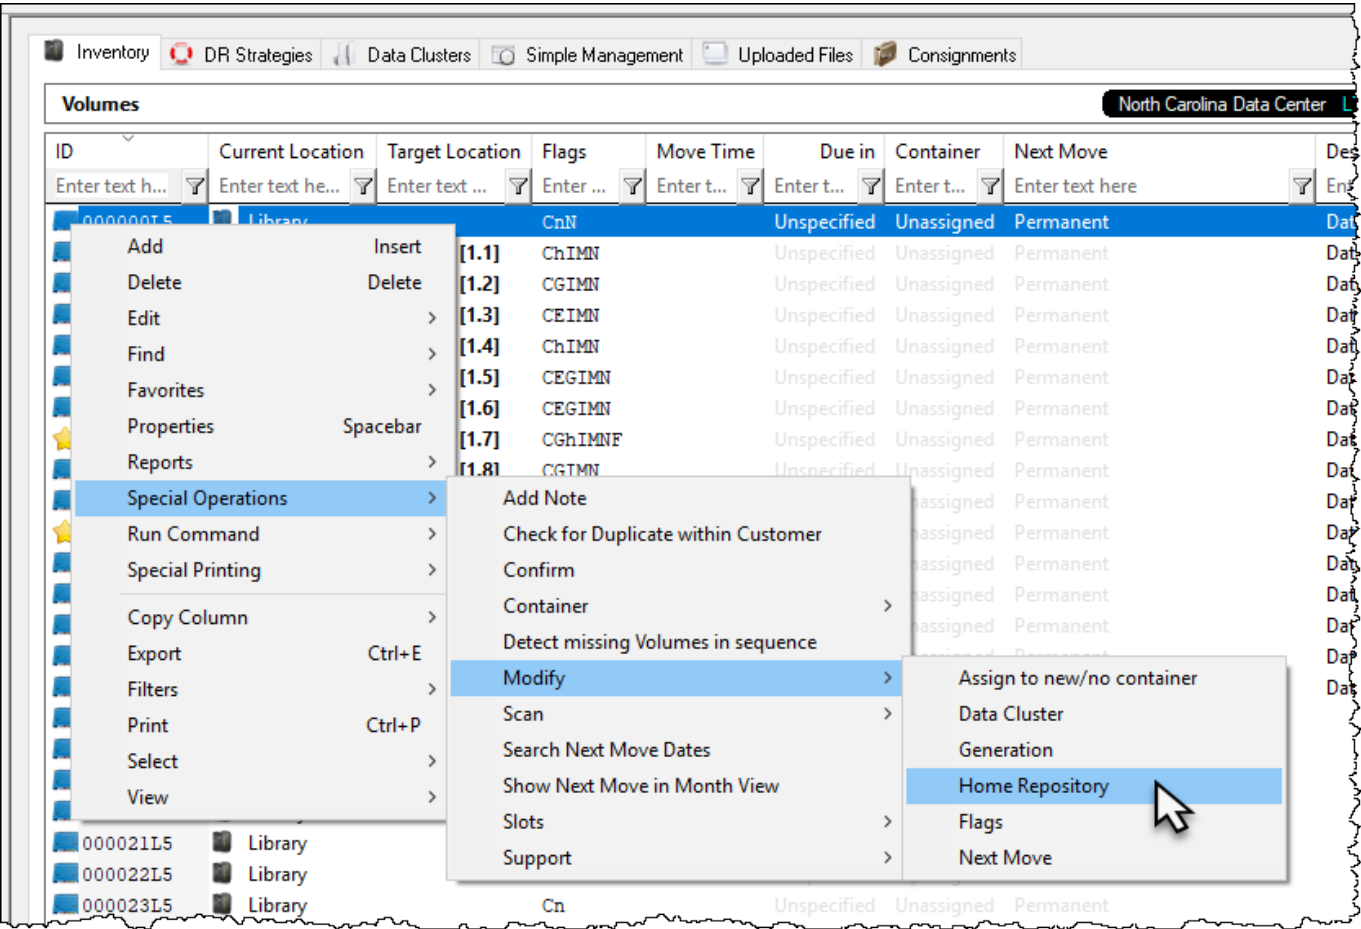 Inventory DR Strategies Data Clusters Simple Management Uploaded Files Consignments
Volumes North Carolina Data Center
ID Current Location Target Location Flags Move Time Due in Container Next Move
Enter text h... Enter text he... Enter text ... Enter ... Enter t... Enter t... Enter t... Enter text here
000000L5 Library CnN Unspecified Unassigned Permanent
[1.1] ChIMN Unspecified Unassigned Permanent
[1.2] CGIMN Unspecified Unassigned Permanent
[1.3] CEIMN Unspecified Unassigned Permanent
[1.4] ChIMN Unspecified Unassigned Permanent
[1.5] CEGIMN Unspecified Unassigned Permanent
[1.6] CEGIMN Unspecified Unassigned Permanent
[1.7] CGhIMNF Unspecified Unassigned Permanent
[1.8] CGIMN Unspecified Unassigned Permanent
Permanent
Permanent
Permanent
Permanent
Permanent
Add Insert
Delete Delete
Edit
Find
Favorites
Properties Spacebar
Reports
Special Operations
Run Command
Special Printing
Copy Column
Export Ctrl+E
Filters
Print Ctrl+P
Select
View
Add Note
Check for Duplicate within Customer
Confirm
Container
Detect missing Volumes in sequence
Modify
Scan
Search Next Move Dates
Show Next Move in Month View
Slots
Support
Assign to new/no container
Data Cluster
Generation
Home Repository
Flags
Next Move
000021L5 Library
000022L5 Library
000023L5 Library Cn Unspecified Unassigned Permanent